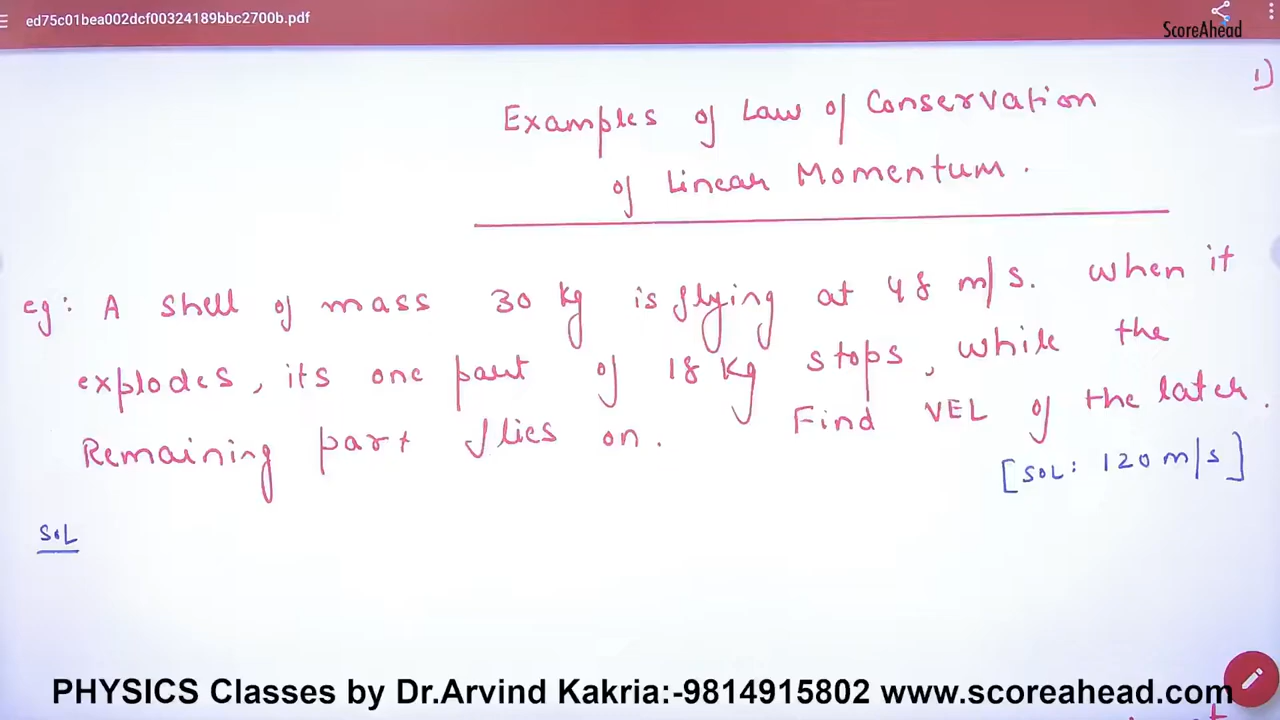 ed75c01bea002dcf00324189bbc2700b.pdf
ScoreAhead
1)
Examples of Law of Conservation
of Linear Momentum.
eg: A shell of mass 30 kg is flying at 48 m/s. when it
explodes, its one part of 18 kg stops, while the
Remaining part flies on. Find VEL of the later.
[SOL: 120 m/s]
SOL
PHYSICS Classes by Dr.Arvind Kakria:-9814915802 www.scoreahead.com